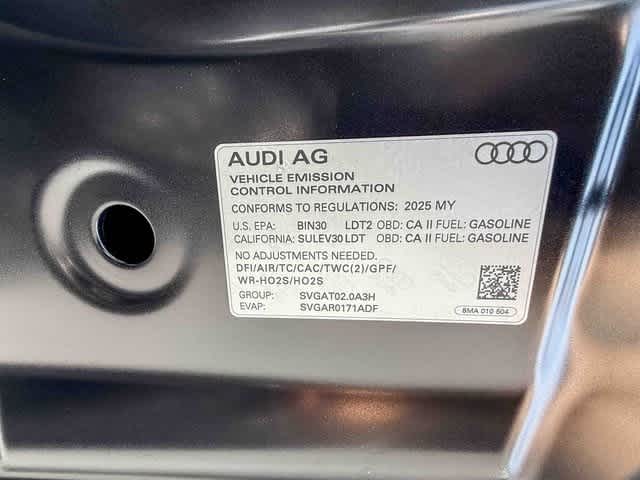 AUDI AG
VEHICLE EMISSION
CONTROL INFORMATION
CONFORMS TO REGULATIONS: 2025 MY
U.S. EPA: BIN30 LDT2 OBD: CA II FUEL: GASOLINE
CALIFORNIA: SULEV30 LDT OBD: CA II FUEL: GASOLINE
NO ADJUSTMENTS NEEDED.
DFI/AIR/TC/CAC/TWC(2)/GPF/
WR-HO2S/HO2S
GROUP: SVGAT02.0A3H
EVAP: SVGAR0171ADF
8MA 010 504